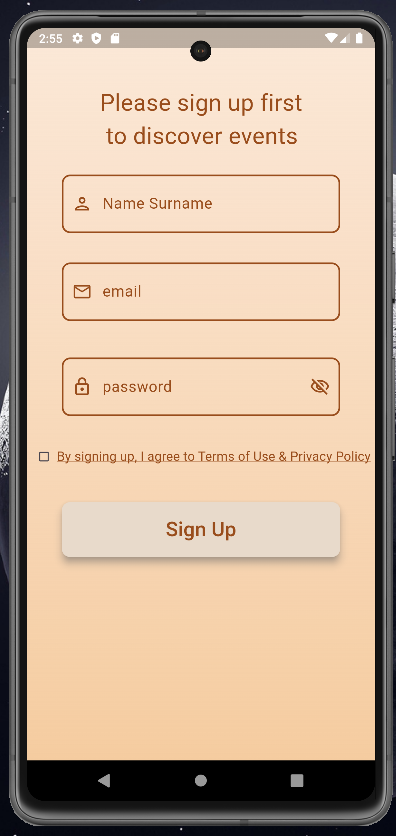 2:55
Please sign up first
to discover events
Name Surname
email
password
By signing up, I agree to Terms of Use & Privacy Policy
Sign Up